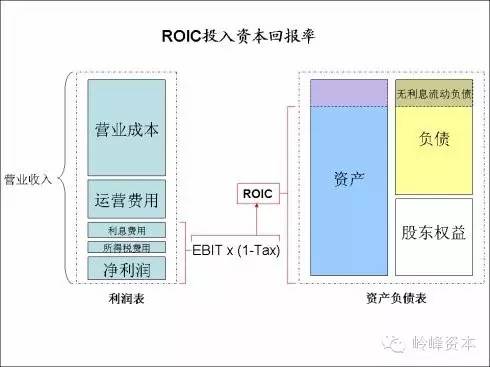 ROIC投入资本回报率
营业收入
营业成本
运营费用
利息费用
所得税费用
净利润
利润表
EBIT x (1-Tax)
ROIC
资产
无利息流动负债
负债
股东权益
资产负债表
岭峰资本